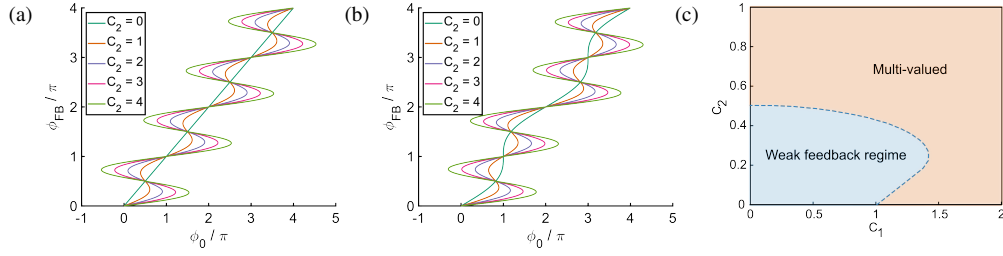 (a)
C₂ = 0
C₂ = 1
C₂ = 2
C₂ = 3
C₂ = 4
4
3
2
1
0
ϕ_FB / π
-1 0 1 2 3 4 5
ϕ₀ / π
(b)
C₂ = 0
C₂ = 1
C₂ = 2
C₂ = 3
C₂ = 4
4
3
2
1
0
ϕ_FB / π
-1 0 1 2 3 4 5
ϕ₀ / π
(c)
1
0.8
0.6
0.4
0.2
0
C₂
Multi-valued
Weak feedback regime
0 0.5 1 1.5 2
C₁